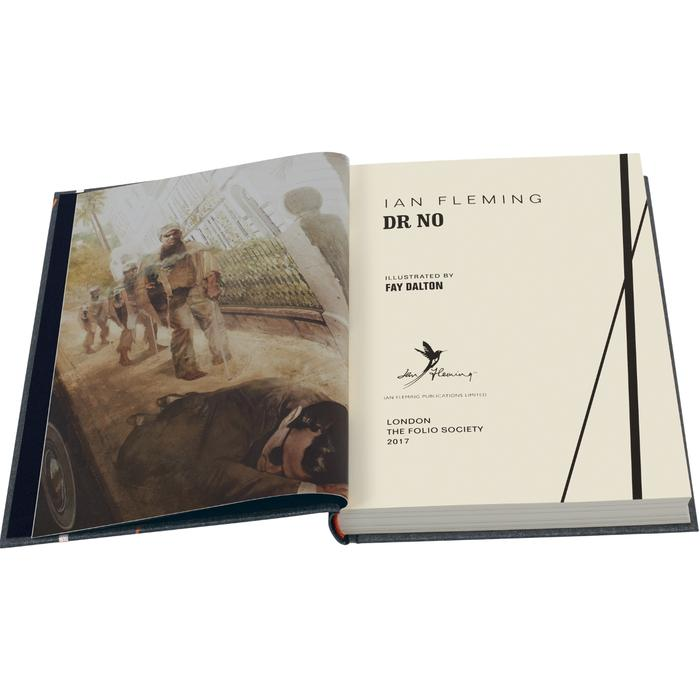 IAN FLEMING
DR NO
ILLUSTRATED BY
FAY DALTON
Ian Fleming
IAN FLEMING PUBLICATIONS LIMITED
LONDON
THE FOLIO SOCIETY
2017